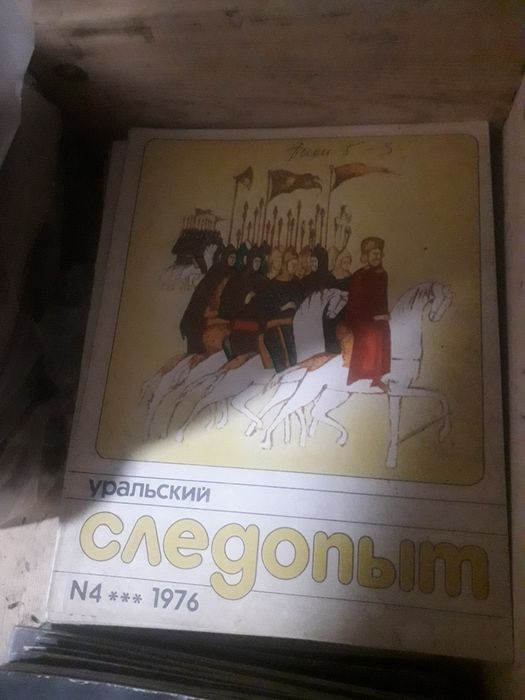 уральский
следопыт
N4 *** 1976